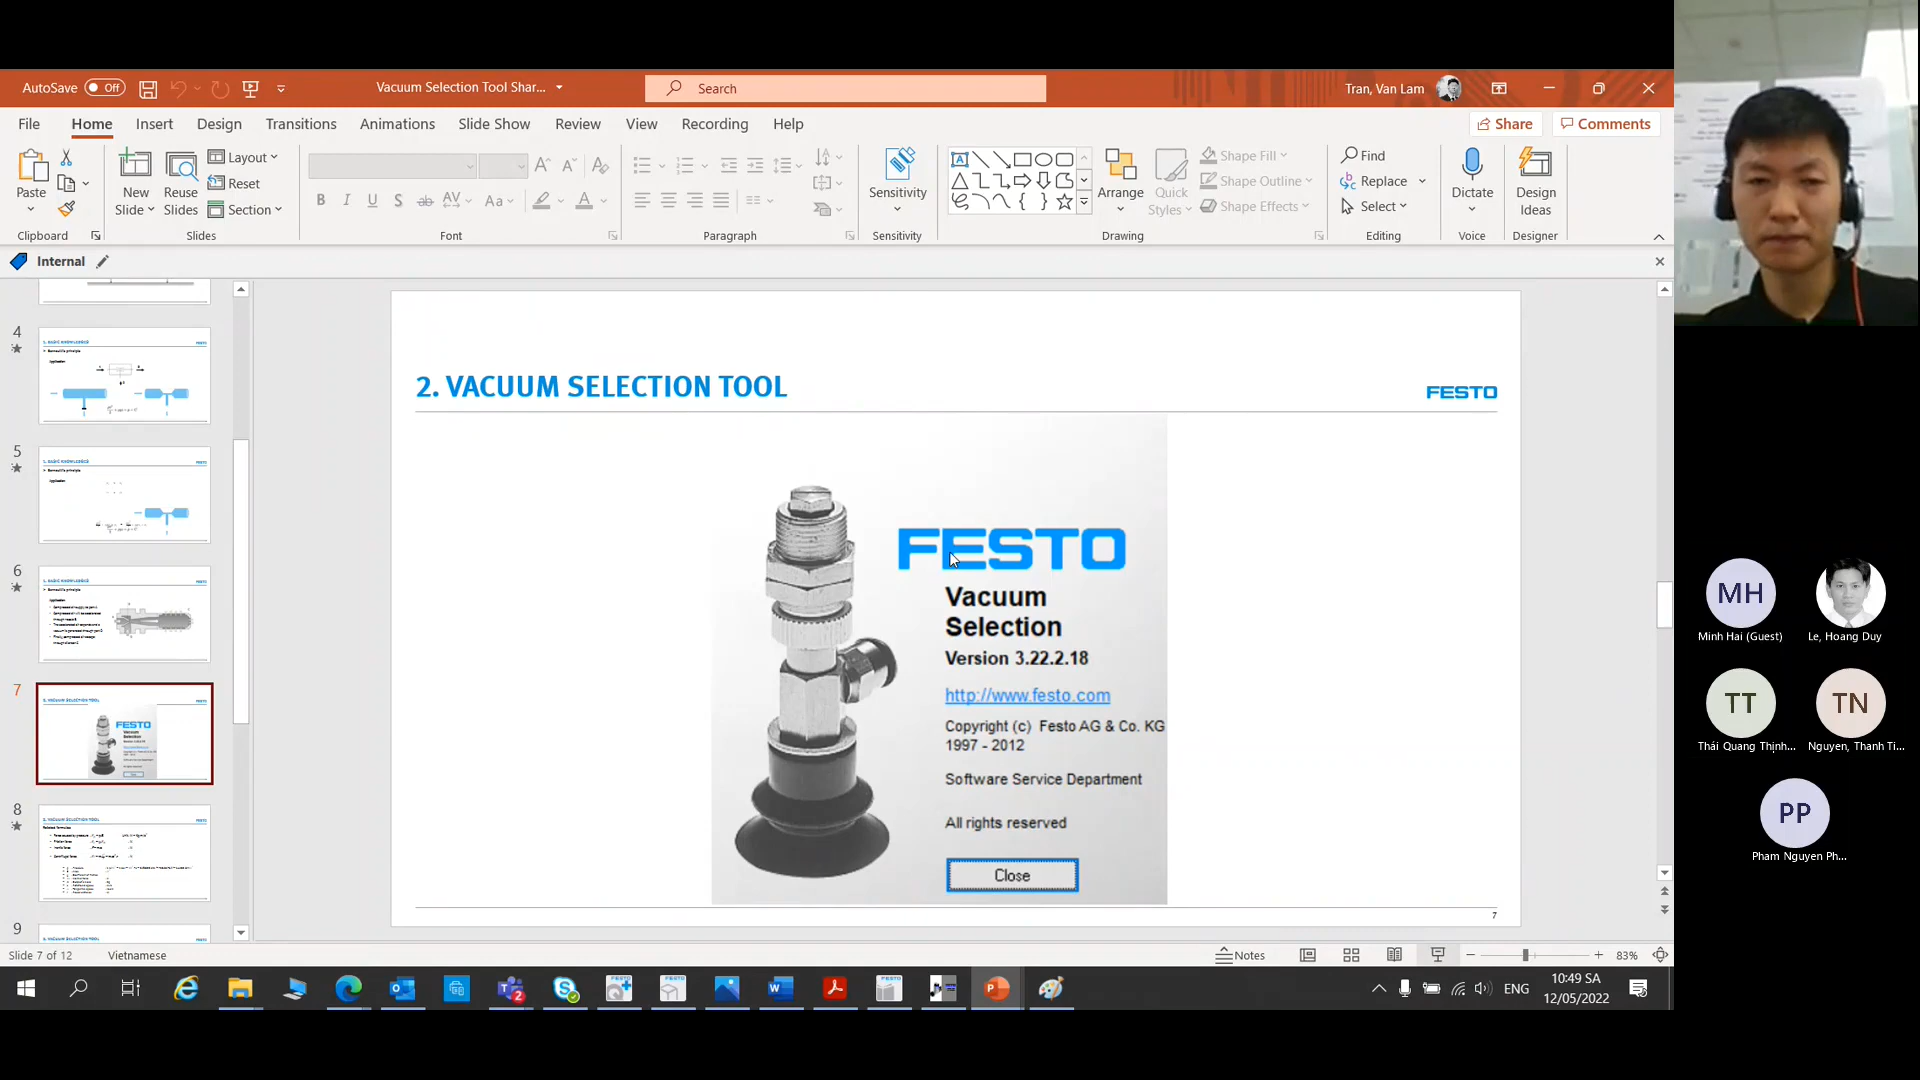 AutoSave Off
Vacuum Selection Tool Shar...
Search
Tran, Van Lam
File Home Insert Design Transitions Animations Slide Show Review View Recording Help
Share Comments
Paste
New Slide
Reuse Slides
Layout
Reset
Section
Aa
Sensitivity
Arrange
Quick Styles
Shape Fill
Shape Outline
Shape Effects
Find
Replace
Select
Dictate
Design Ideas
Clipboard Slides Font Paragraph Sensitivity Drawing Editing Voice Designer
Internal
4
5
6
7
8
9
2. VACUUM SELECTION TOOL
FESTO
FESTO
Vacuum
Selection
Version 3.22.2.18
http://www.festo.com
Copyright (c) Festo AG & Co. KG
1997 - 2012
Software Service Department
All rights reserved
Close
7
Slide 7 of 12 Vietnamese
Notes
83%
ENG
10:49 SA
12/05/2022
MH
Minh Hai (Guest)
Le, Hoang Duy
TT
Thái Quang Thịnh...
TN
Nguyen, Thanh Ti...
PP
Pham Nguyen Ph...